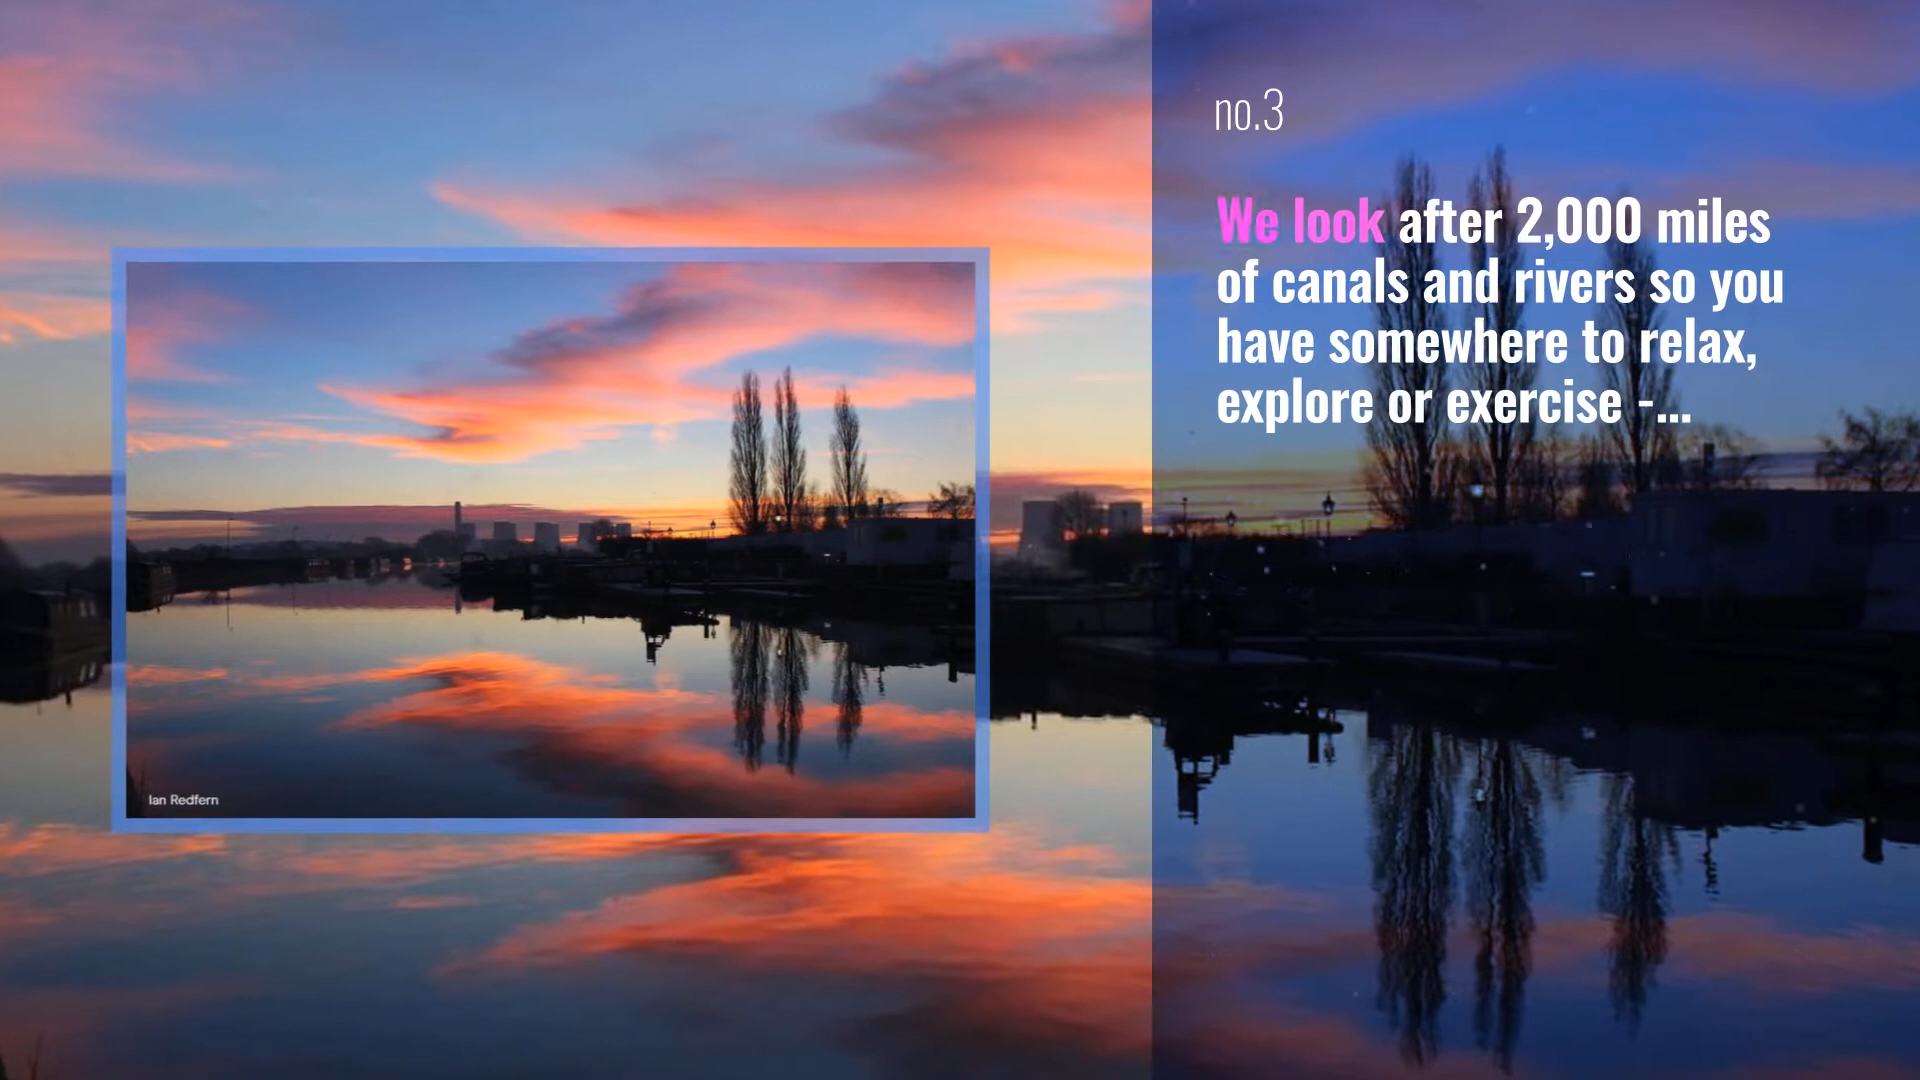 no.3
We look after 2,000 miles
of canals and rivers so you
have somewhere to relax,
explore or exercise -...
Ian Redfern